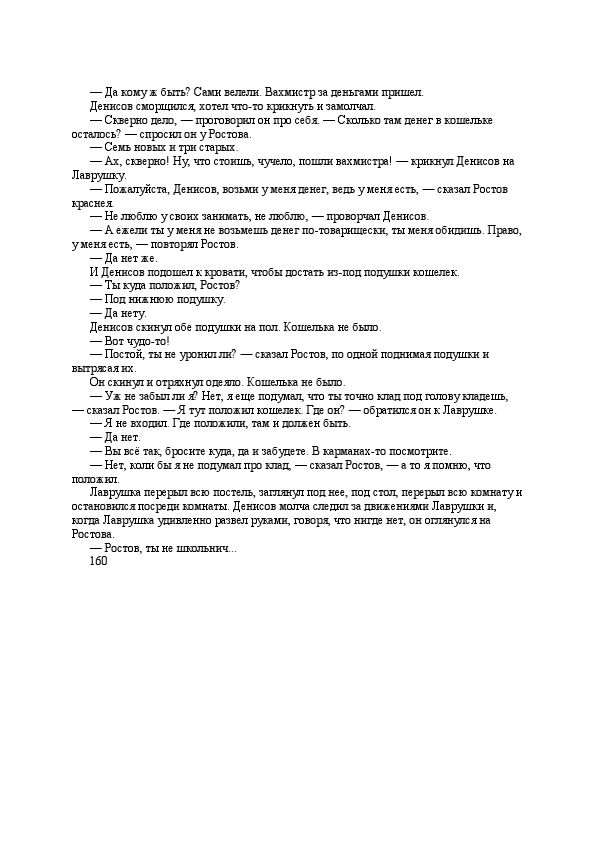 — Да кому ж быть? Сами велели. Вахмистр за деньгами пришел.
Денисов сморщился, хотел что-то крикнуть и замолчал.
— Скверно дело, — проговорил он про себя. — Сколько там денег в кошельке
осталось? — спросил он у Ростова.
— Семь новых и три старых.
— Ах, скверно! Ну, что стоишь, чучело, пошли вахмистра! — крикнул Денисов на
Лаврушку.
— Пожалуйста, Денисов, возьми у меня денег, ведь у меня есть, — сказал Ростов
краснея.
— Не люблю у своих занимать, не люблю, — проворчал Денисов.
— А ежели ты у меня не возьмешь денег по-товарищески, ты меня обидишь. Право,
у меня есть, — повторял Ростов.
— Да нет же.
И Денисов подошел к кровати, чтобы достать из-под подушки кошелек.
— Ты куда положил, Ростов?
— Под нижнюю подушку.
— Да нету.
Денисов скинул обе подушки на пол. Кошелька не было.
— Вот чудо-то!
— Постой, ты не уронил ли? — сказал Ростов, по одной поднимая подушки и
вытрясая их.
Он скинул и отряхнул одеяло. Кошелька не было.
— Уж не забыл ли я? Нет, я еще подумал, что ты точно клад под голову кладешь,
— сказал Ростов. — Я тут положил кошелек. Где он? — обратился он к Лаврушке.
— Я не входил. Где положили, там и должен быть.
— Да нет.
— Вы всё так, бросите куда, да и забудете. В карманах-то посмотрите.
— Нет, коли бы я не подумал про клад, — сказал Ростов, — а то я помню, что
положил.
Лаврушка перерыл всю постель, заглянул под нее, под стол, перерыл всю комнату и
остановился посреди комнаты. Денисов молча следил за движениями Лаврушки и,
когда Лаврушка удивленно развел руками, говоря, что нигде нет, он оглянулся на
Ростова.
— Ростов, ты не школьнич...
160